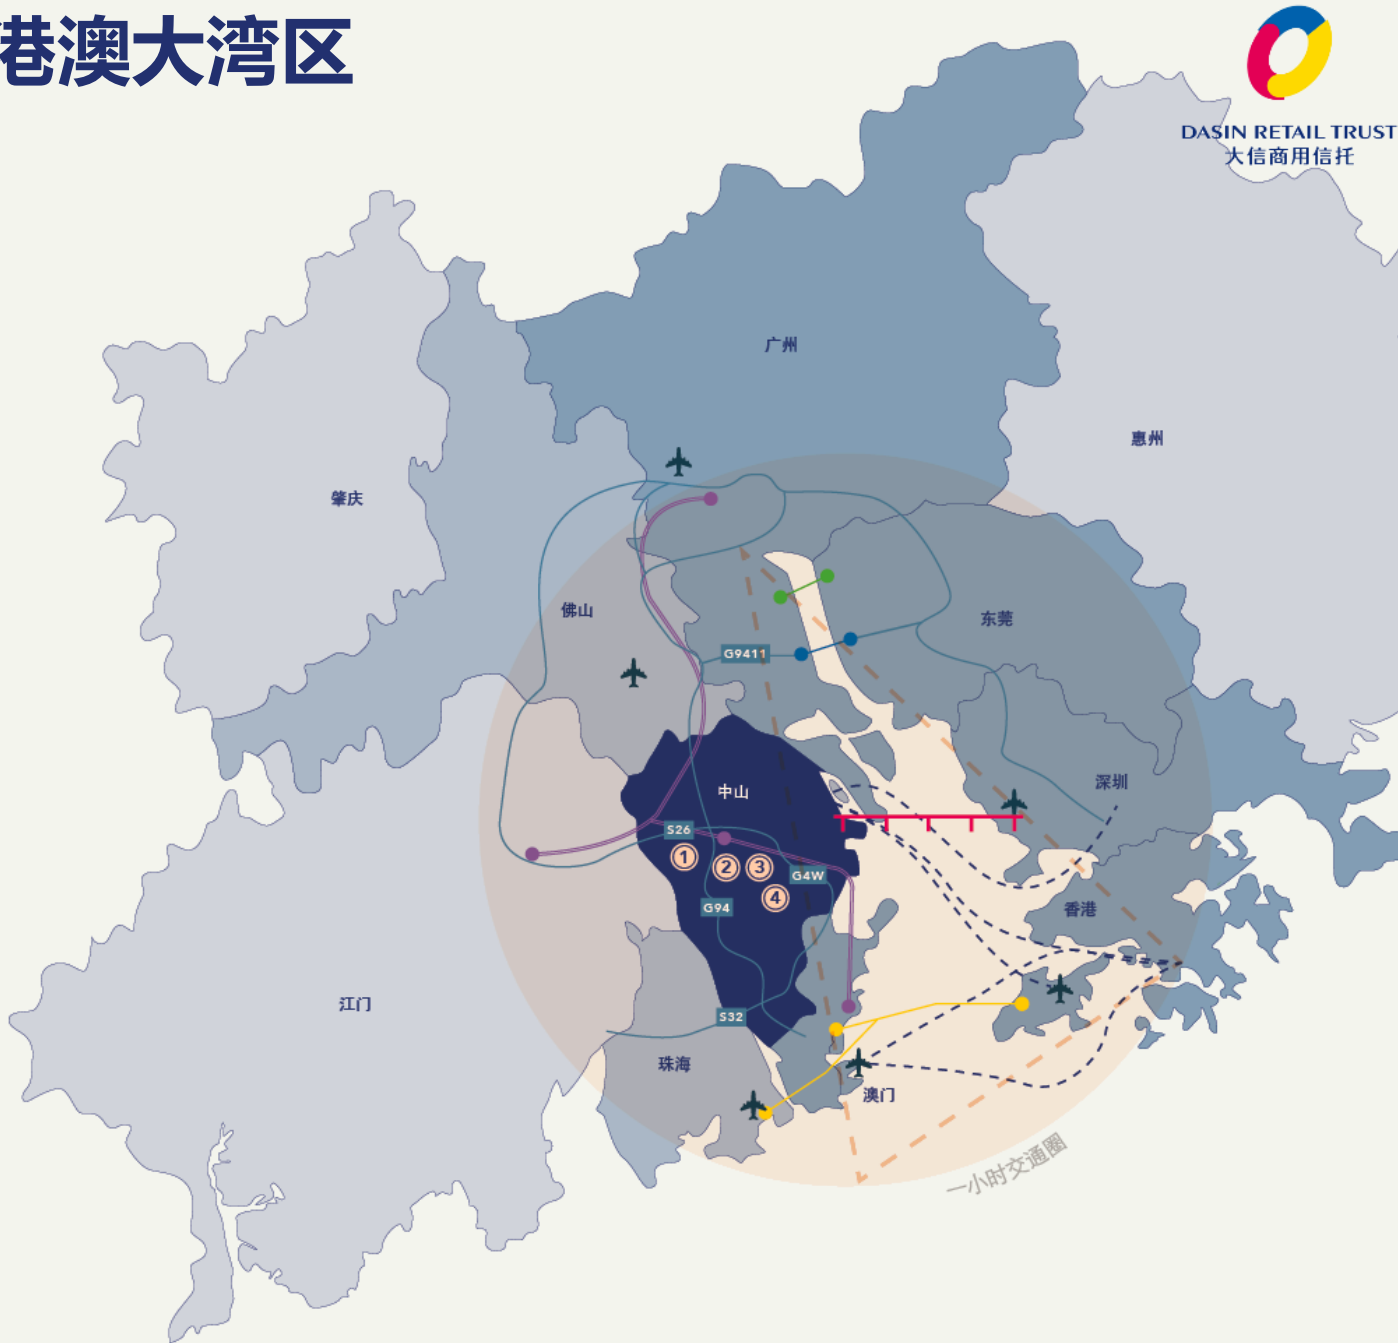 港澳大湾区
DASIN RETAIL TRUST
大信商用信托
广州
惠州
肇庆
佛山
东莞
G9411
深圳
中山
S26
1
2
3
G4W
4
G94
香港
江门
S32
珠海
澳门
一小时交通圈